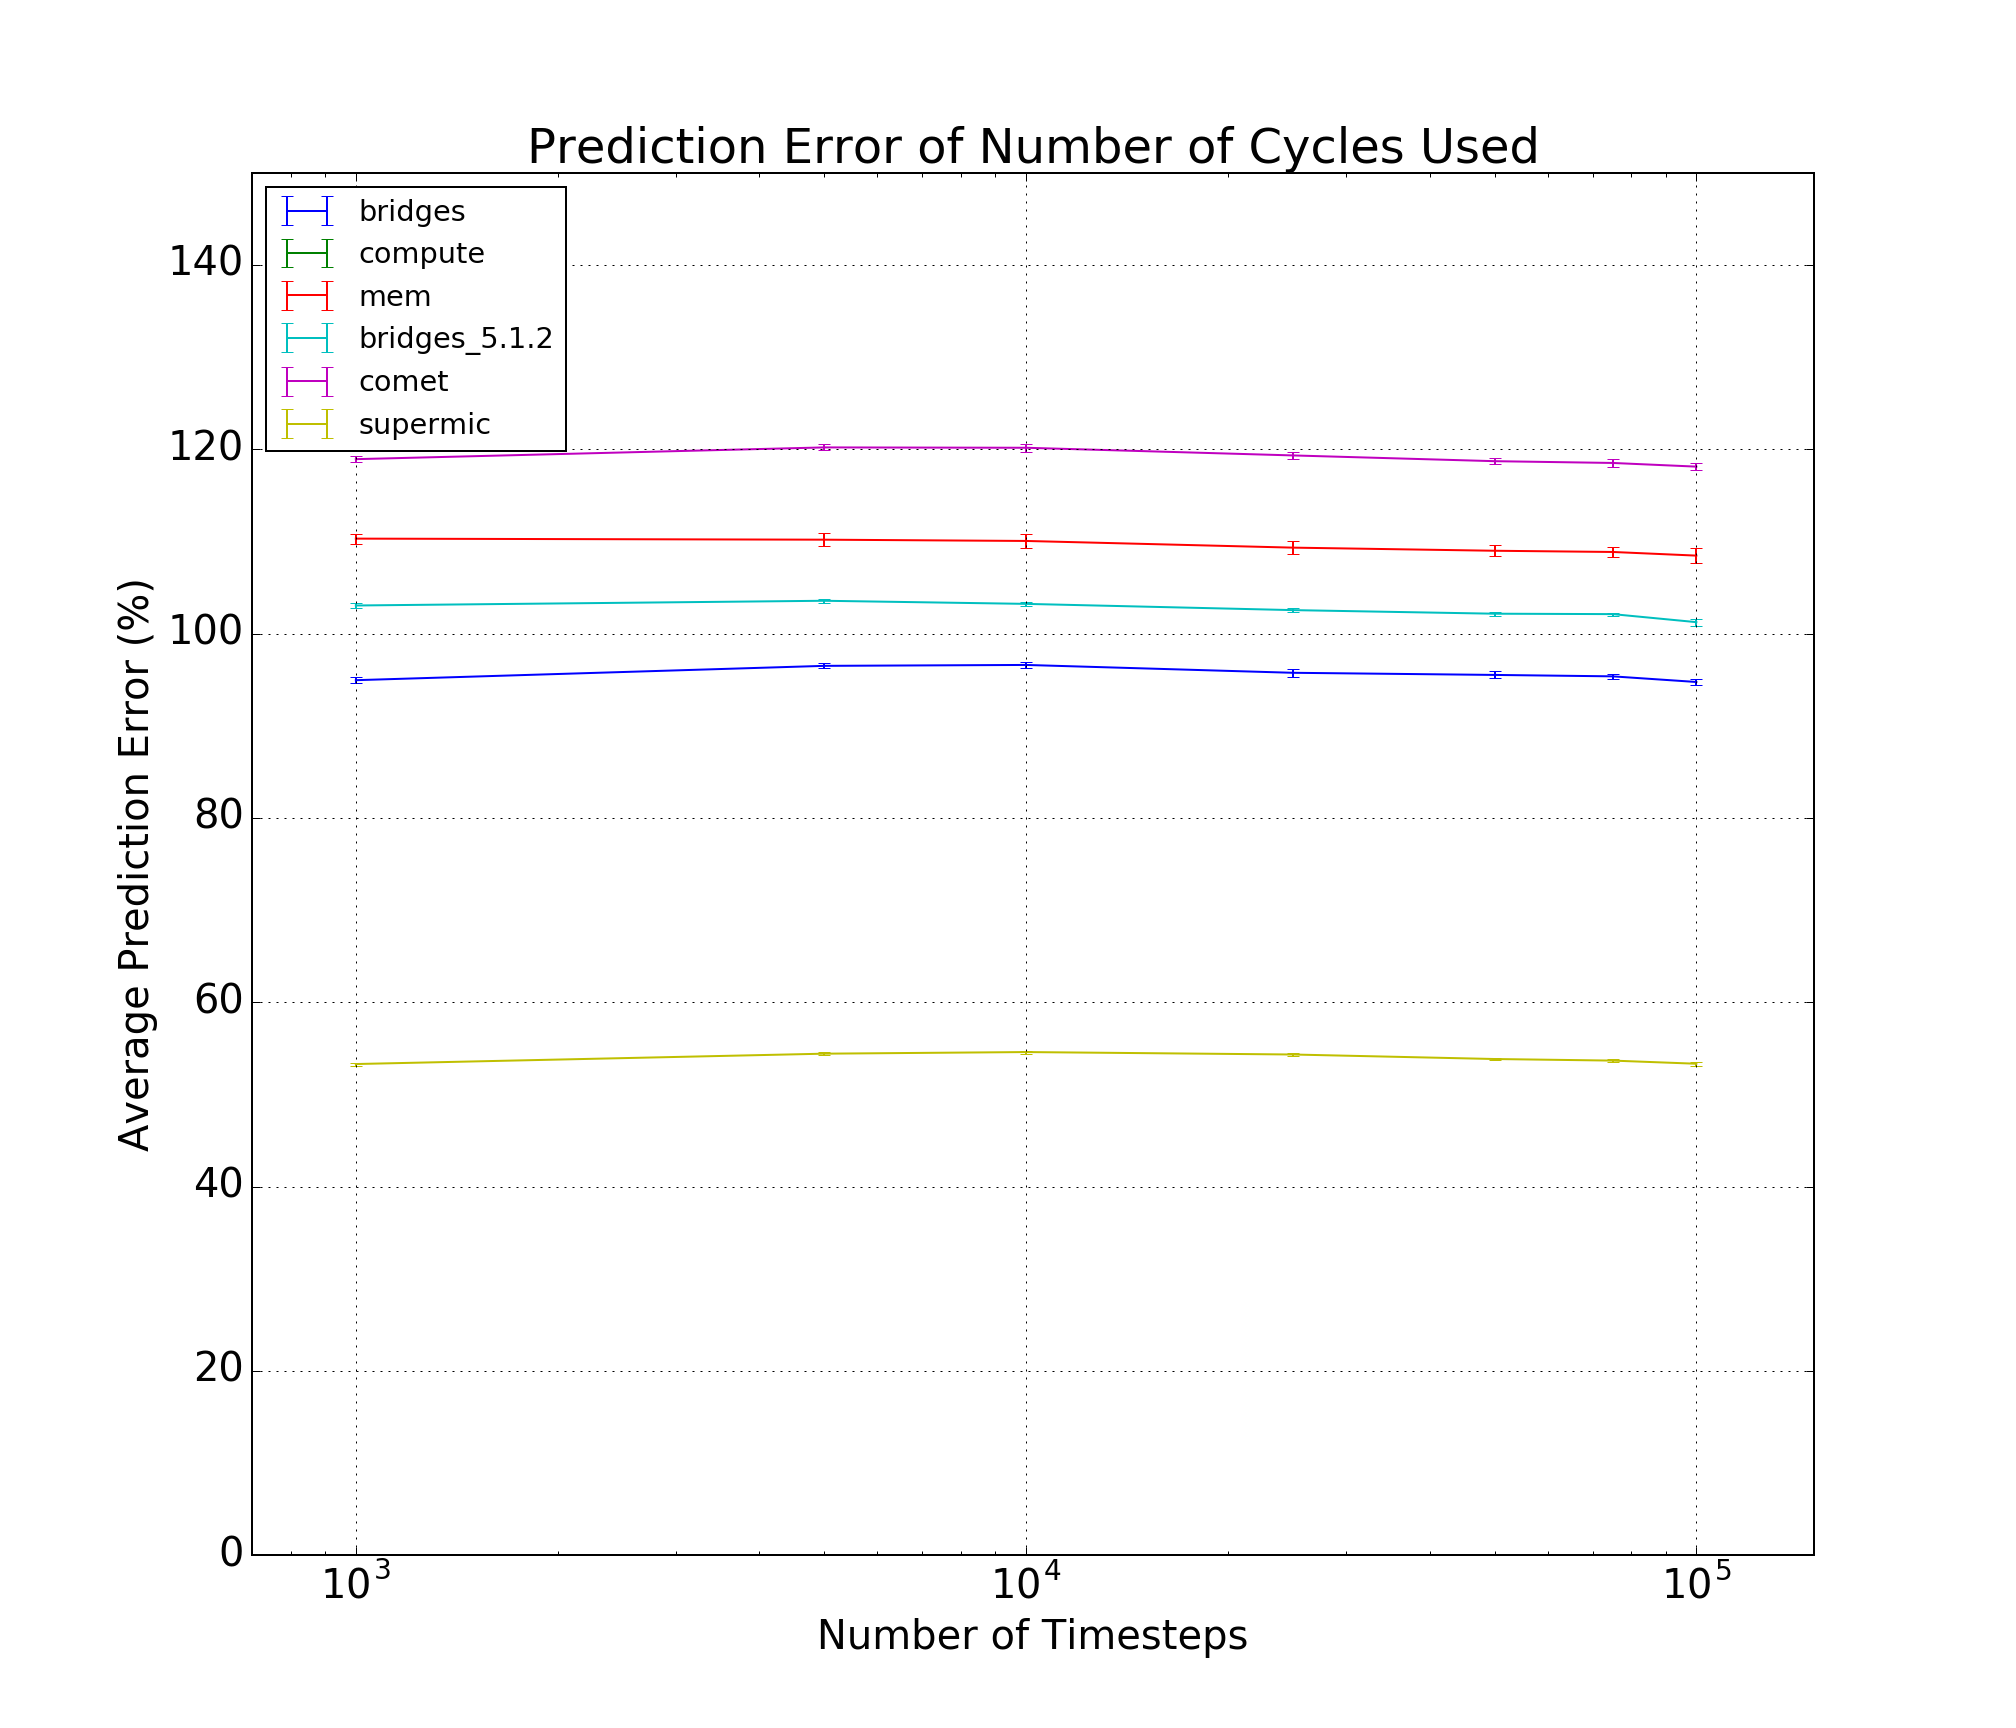 Prediction Error of Number of Cycles Used
bridges
compute
mem
bridges_5.1.2
comet
supermic
Average Prediction Error (%)
140
120
100
80
60
40
20
0
10³
10⁴
10⁵
Number of Timesteps